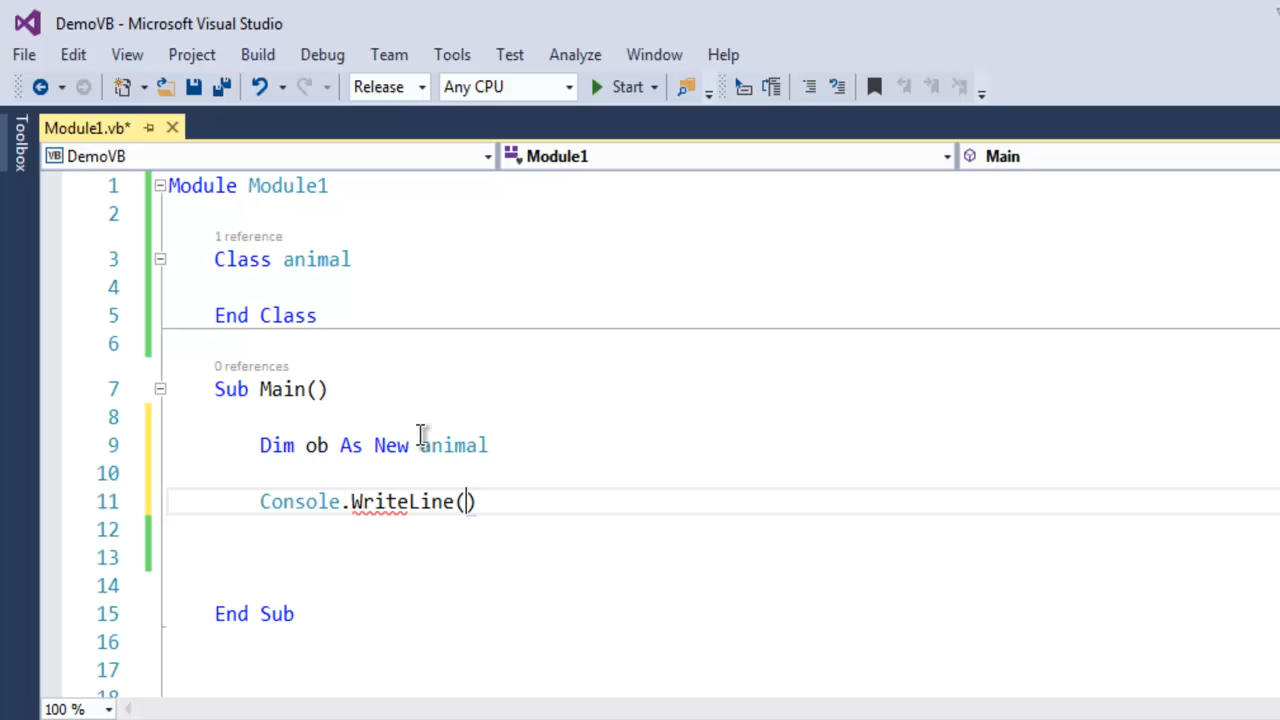 DemoVB - Microsoft Visual Studio
File Edit View Project Build Debug Team Tools Test Analyze Window Help
Release Any CPU Start
Toolbox
Module1.vb*
VB DemoVB Module1 Main
1 Module Module1
2
1 reference
3 Class animal
4
5 End Class
6
0 references
7 Sub Main()
8
9 Dim ob As New animal
10
11 Console.WriteLine()
12
13
14
15 End Sub
16
17
18
100 %